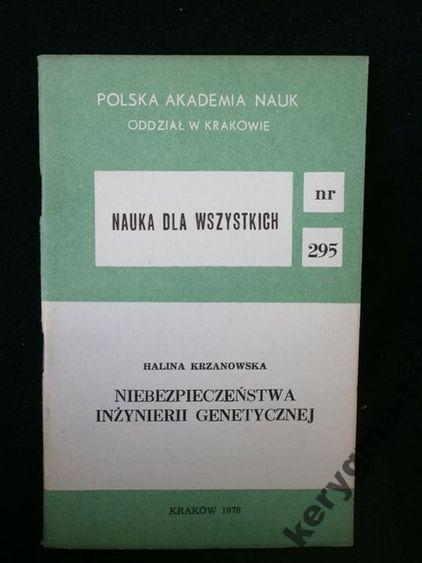 POLSKA AKADEMIA NAUK
ODDZIAŁ W KRAKOWIE
NAUKA DLA WSZYSTKICH
nr
295
HALINA KRZANOWSKA
NIEBEZPIECZEŃSTWA
INŻYNIERII GENETYCZNEJ
KRAKÓW 1978